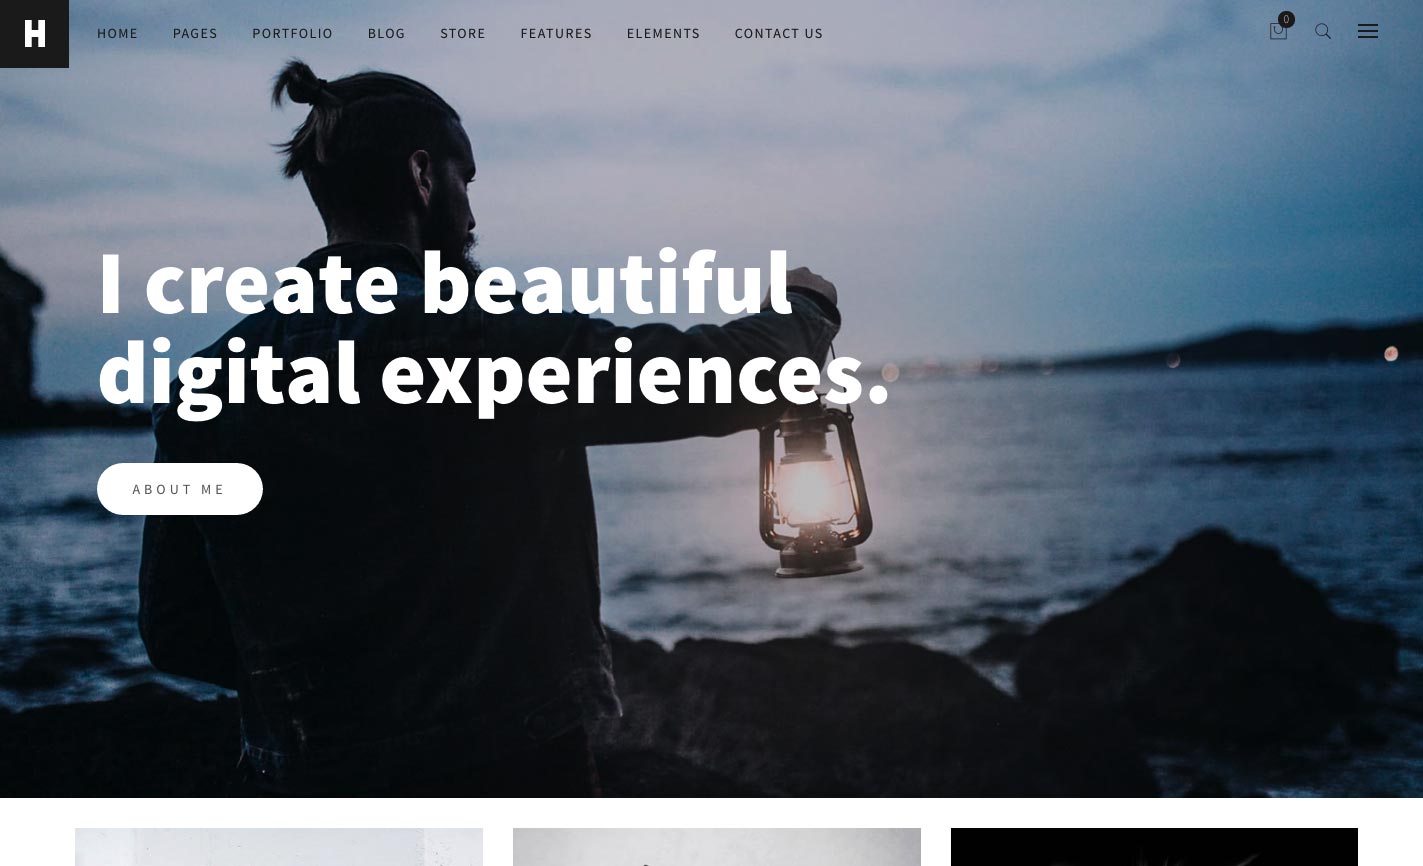 H
HOME PAGES PORTFOLIO BLOG STORE FEATURES ELEMENTS CONTACT US
0
I create beautiful
digital experiences.
ABOUT ME